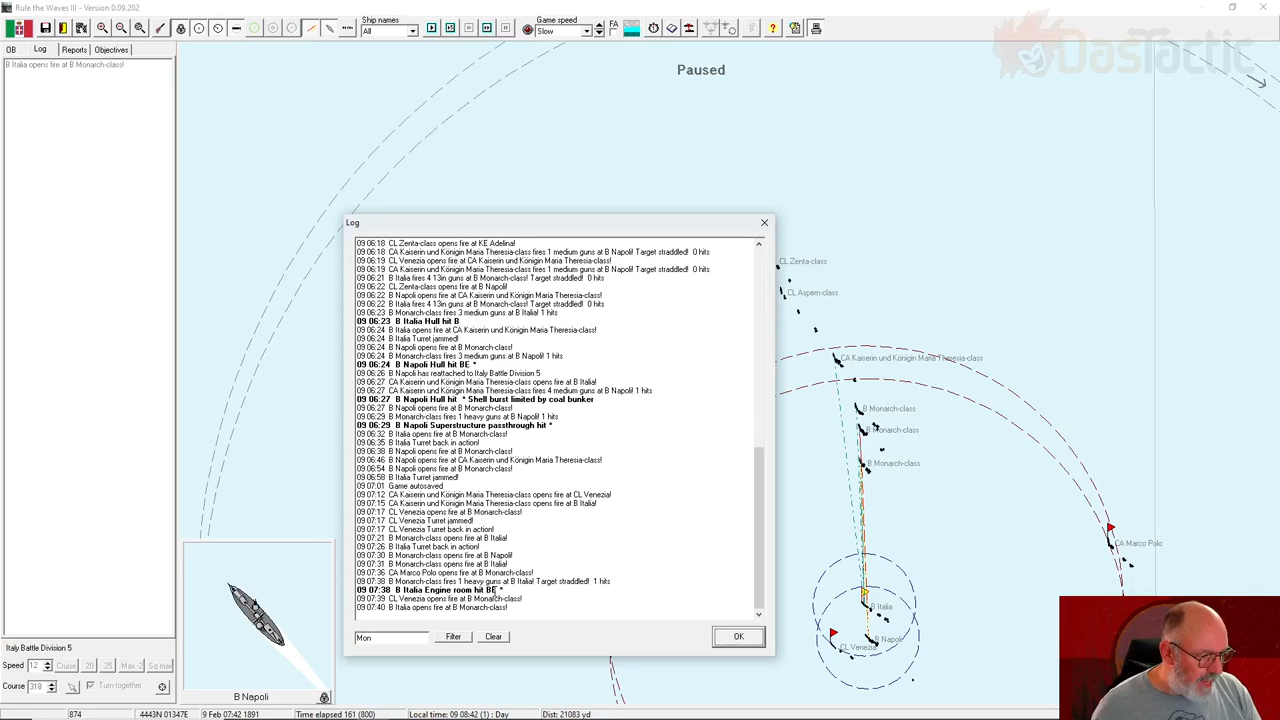 Rule the Waves III - Version 0.09.202
Ship names
All
Game speed
Slow
FA
OB Log Reports Objectives
DasTactic
B Italia opens fire at B Monarch-class!
Paused
Log
09 06:18 CL Zenta-class opens fire at KE Adelina!
09 06:18 CA Kaiserin und Königin Maria Theresia-class fires 1 medium guns at B Napoli! Target straddled! 0 hits
09 06:19 CL Venezia opens fire at CA Kaiserin und Königin Maria Theresia-class!
09 06:19 CA Kaiserin und Königin Maria Theresia-class fires 1 medium guns at B Napoli! Target straddled! 0 hits
09 06:21 B Italia fires 4 13in guns at B Monarch-class! Target straddled! 0 hits
09 06:22 CL Zenta-class opens fire at B Napoli!
09 06:22 B Napoli opens fire at CA Kaiserin und Königin Maria Theresia-class!
09 06:22 B Italia fires 4 13in guns at B Monarch-class! Target straddled! 0 hits
09 06:23 B Monarch-class fires 3 medium guns at B Italia! 1 hits
09 06:23 B Italia Hull hit B
09 06:24 B Italia opens fire at CA Kaiserin und Königin Maria Theresia-class!
09 06:24 B Italia Turret jammed!
09 06:24 B Napoli opens fire at B Monarch-class!
09 06:24 B Monarch-class fires 3 medium guns at B Napoli! 1 hits
09 06:24 B Napoli Hull hit BE *
09 06:26 B Napoli has reattached to Italy Battle Division 5
09 06:27 CA Kaiserin und Königin Maria Theresia-class opens fire at B Italia!
09 06:27 CA Kaiserin und Königin Maria Theresia-class fires 4 medium guns at B Napoli! 1 hits
09 06:27 B Napoli Hull hit * Shell burst limited by coal bunker
09 06:27 B Napoli opens fire at B Monarch-class!
09 06:29 B Monarch-class fires 1 heavy guns at B Napoli! 1 hits
09 06:29 B Napoli Superstructure passthrough hit *
09 06:32 B Italia opens fire at B Monarch-class!
09 06:35 B Italia Turret back in action!
09 06:38 B Napoli opens fire at B Monarch-class!
09 06:46 B Napoli opens fire at CA Kaiserin und Königin Maria Theresia-class!
09 06:54 B Napoli opens fire at B Monarch-class!
09 06:58 B Italia Turret jammed!
09 07:01 Game autosaved
09 07:12 CA Kaiserin und Königin Maria Theresia-class opens fire at CL Venezia!
09 07:15 CA Kaiserin und Königin Maria Theresia-class opens fire at B Italia!
09 07:17 CL Venezia opens fire at B Monarch-class!
09 07:17 CL Venezia Turret jammed!
09 07:17 CL Venezia Turret back in action!
09 07:21 B Monarch-class opens fire at B Italia!
09 07:26 B Italia Turret back in action!
09 07:30 B Monarch-class opens fire at B Napoli!
09 07:31 B Monarch-class opens fire at B Italia!
09 07:36 CA Marco Polo opens fire at B Monarch-class!
09 07:38 B Monarch-class fires 1 heavy guns at B Italia! Target straddled! 1 hits
09 07:38 B Italia Engine room hit BE *
09 07:39 CL Venezia opens fire at B Monarch-class!
09 07:40 B Italia opens fire at B Monarch-class!
Mon Filter Clear OK
CL Zenta-class
CL Aspern-class
CA Kaiserin und Königin Maria Theresia-class
B Monarch-class
B Monarch-class
B Monarch-class
CA Marco Polo
B Italia
B Napoli
CL Venezia
Italy Battle Division 5
Speed 12 Cruise 20 25 Max -2 Sq max
Course 318 Turn together
B Napoli
874 4443N 01347E 9 Feb 07:42 1891 Time elapsed 161 (800) Local time: 09 08:42 (1) : Day Dist: 21083 yd